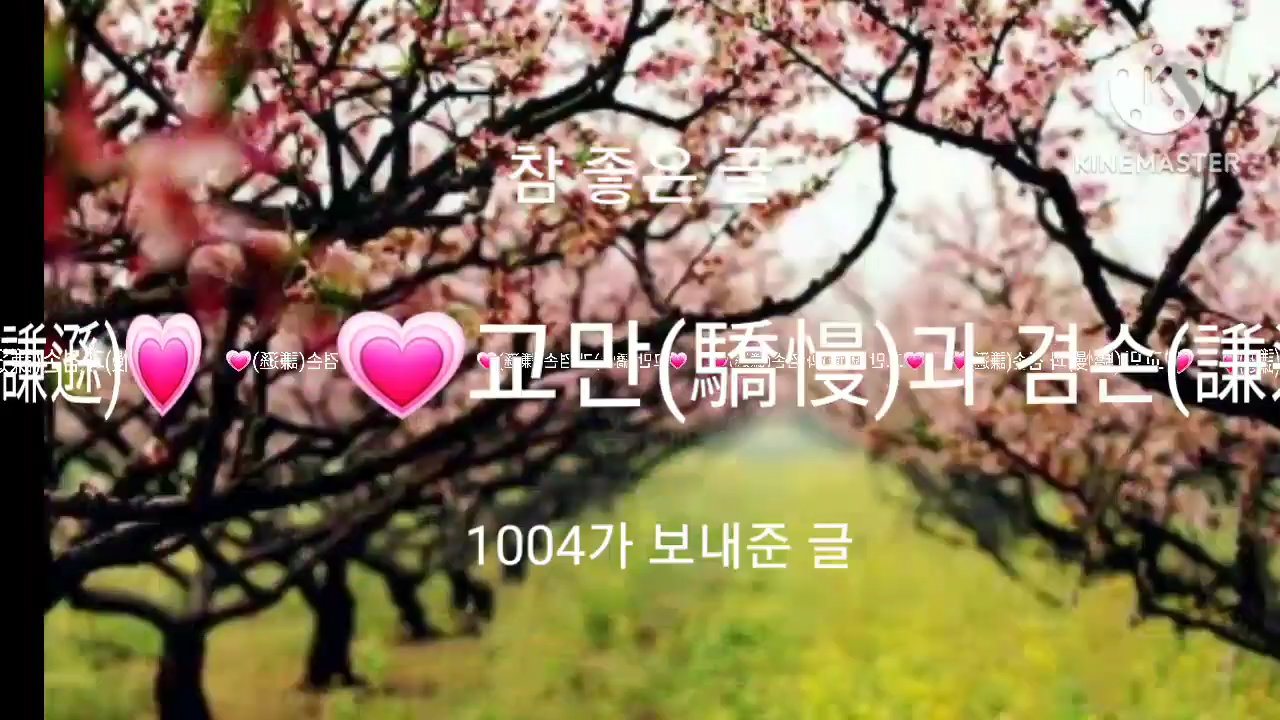 KINEMASTER
참 좋은 글
謙遜)💗 💗교만(驕慢)과 겸손(謙
1004가 보내준 글